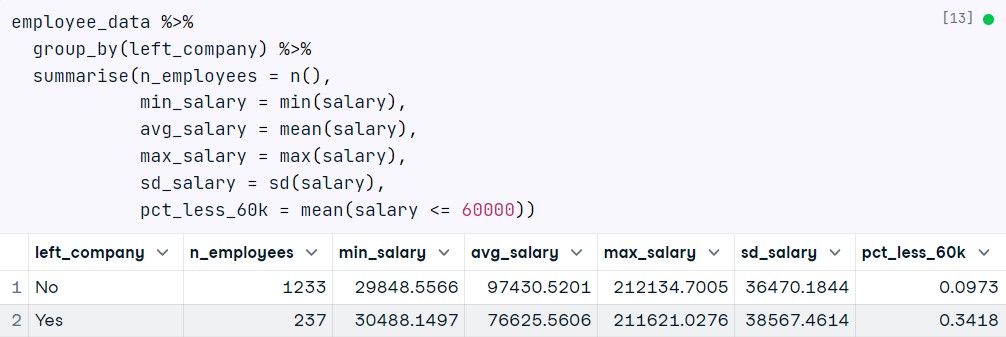 employee_data %>% [13]
group_by(left_company) %>%
summarise(n_employees = n(),
min_salary = min(salary),
avg_salary = mean(salary),
max_salary = max(salary),
sd_salary = sd(salary),
pct_less_60k = mean(salary <= 60000))
left_company n_employees min_salary avg_salary max_salary sd_salary pct_less_60k
1 No 1233 29848.5566 97430.5201 212134.7005 36470.1844 0.0973
2 Yes 237 30488.1497 76625.5606 211621.0276 38567.4614 0.3418